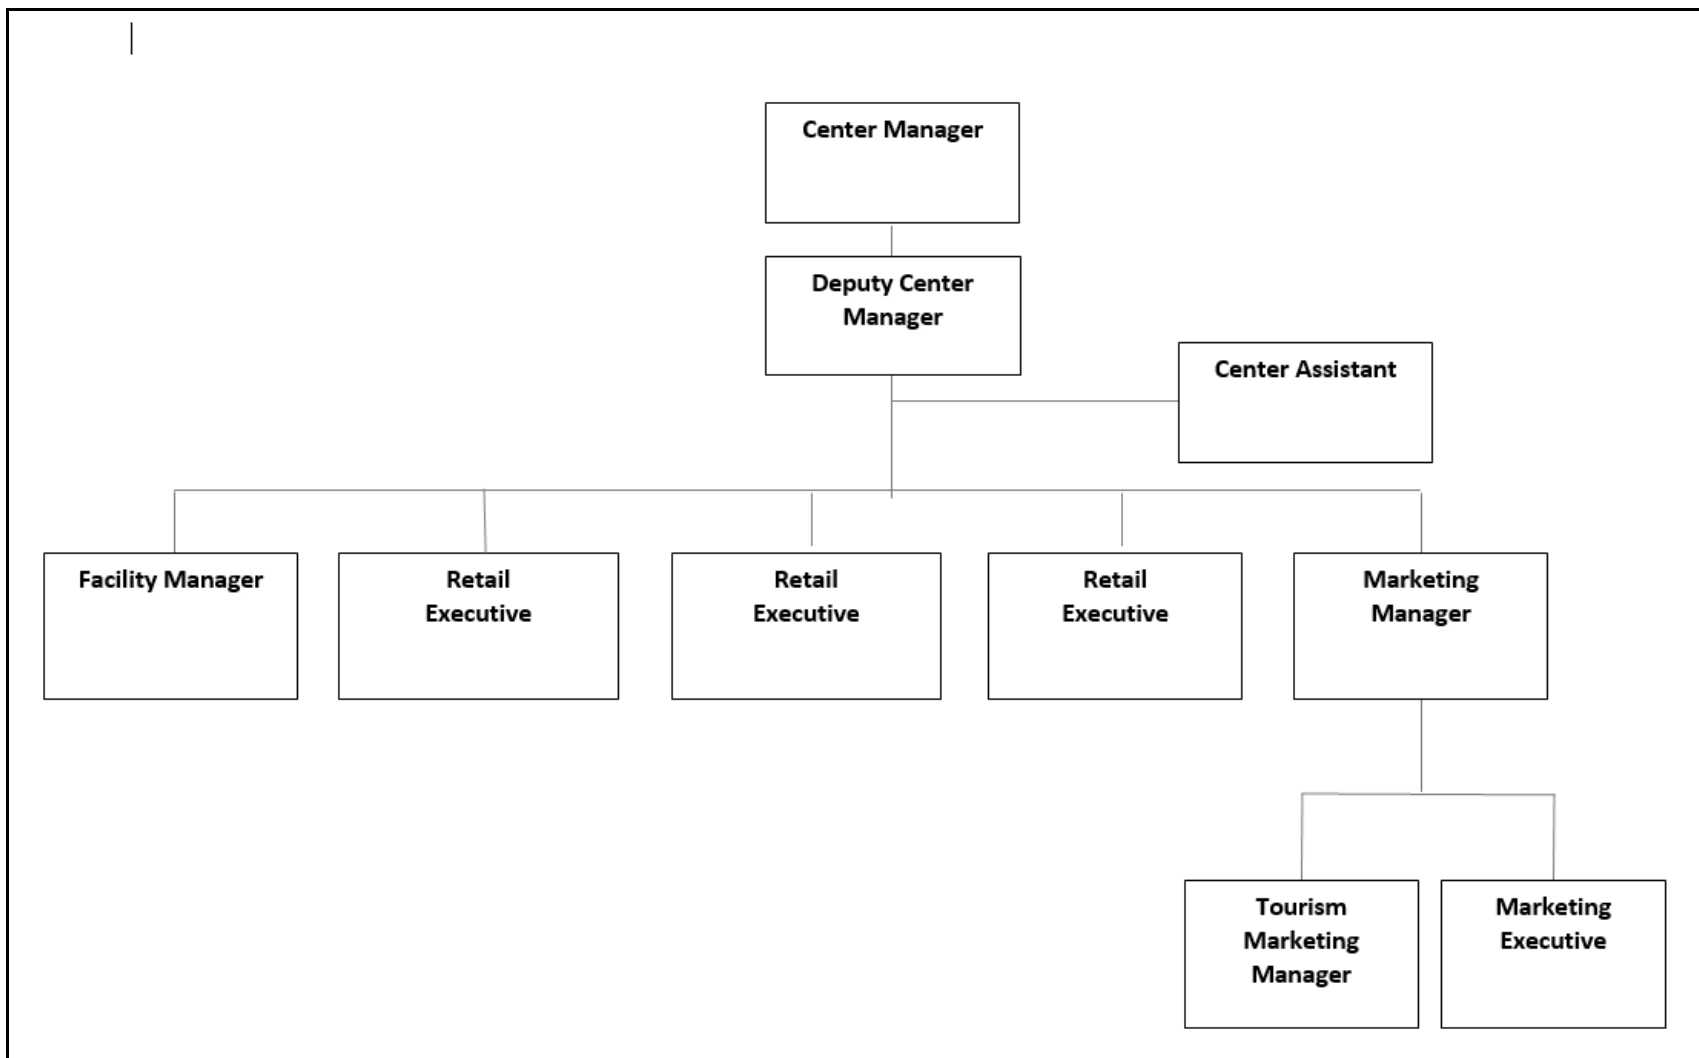 Center Manager
Deputy Center
Manager
Center Assistant
Facility Manager
Retail
Executive
Retail
Executive
Retail
Executive
Marketing
Manager
Tourism
Marketing
Manager
Marketing
Executive